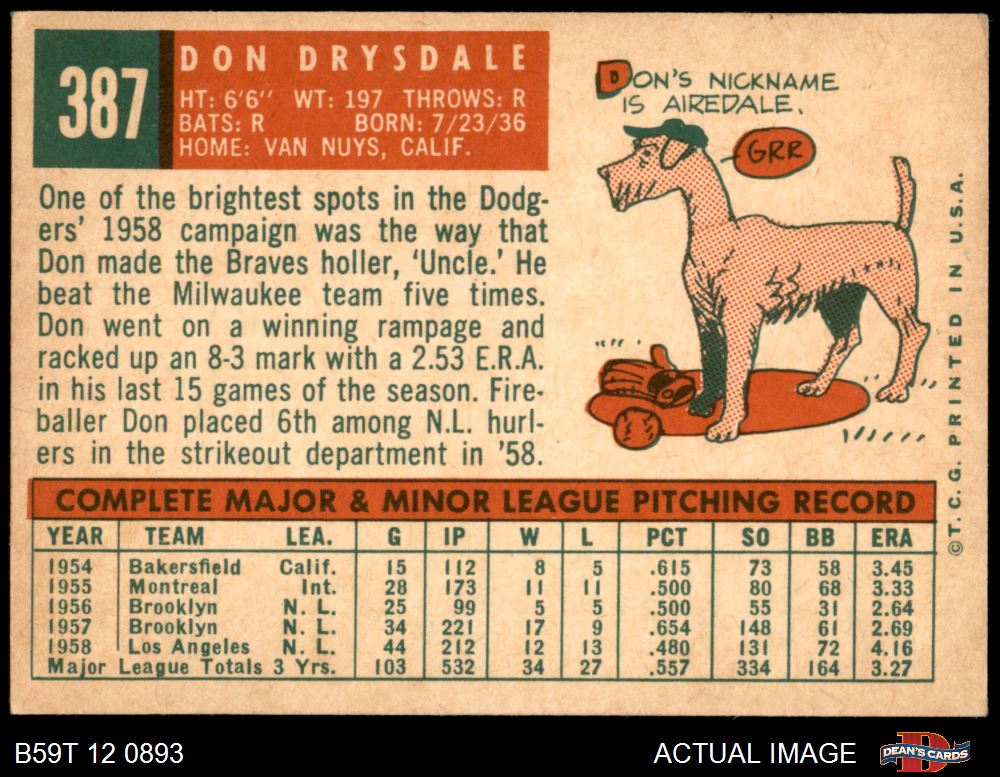 387
DON DRYSDALE
HT: 6'6" WT: 197 THROWS: R
BATS: R BORN: 7/23/36
HOME: VAN NUYS, CALIF.
DON'S NICKNAME
IS AIREDALE.
GRR
One of the brightest spots in the Dodg-
ers' 1958 campaign was the way that
Don made the Braves holler, 'Uncle.' He
beat the Milwaukee team five times.
Don went on a winning rampage and
racked up an 8-3 mark with a 2.53 E.R.A.
in his last 15 games of the season. Fire-
baller Don placed 6th among N.L. hurl-
ers in the strikeout department in '58.
© T. C. G. PRINTED IN U.S.A.
COMPLETE MAJOR & MINOR LEAGUE PITCHING RECORD
YEAR TEAM LEA. G IP W L PCT SO BB ERA
1954 Bakersfield Calif. 15 112 8 5 .615 73 58 3.45
1955 Montreal Int. 28 173 11 11 .500 80 68 3.33
1956 Brooklyn N. L. 25 99 5 5 .500 55 31 2.64
1957 Brooklyn N. L. 34 221 17 9 .654 148 61 2.69
1958 Los Angeles N. L. 44 212 12 13 .480 131 72 4.16
Major League Totals 3 Yrs. 103 532 34 27 .557 334 164 3.27
B59T 12 0893
ACTUAL IMAGE
DEAN'S CARDS